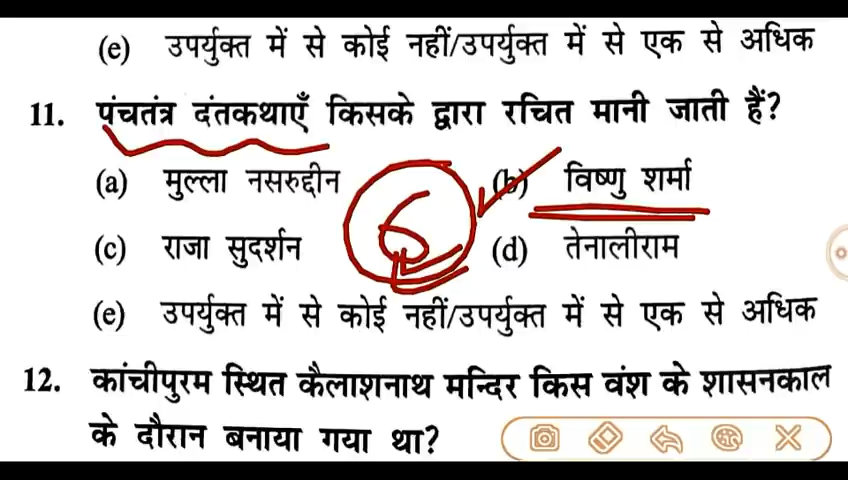 (e) उपर्युक्त में से कोई नहीं/उपर्युक्त में से एक से अधिक
11. पंचतंत्र दंतकथाएँ किसके द्वारा रचित मानी जाती हैं?
(a) मुल्ला नसरुद्दीन (b) विष्णु शर्मा
(c) राजा सुदर्शन (d) तेनालीराम
(e) उपर्युक्त में से कोई नहीं/उपर्युक्त में से एक से अधिक
12. कांचीपुरम स्थित कैलाशनाथ मन्दिर किस वंश के शासनकाल
के दौरान बनाया गया था?